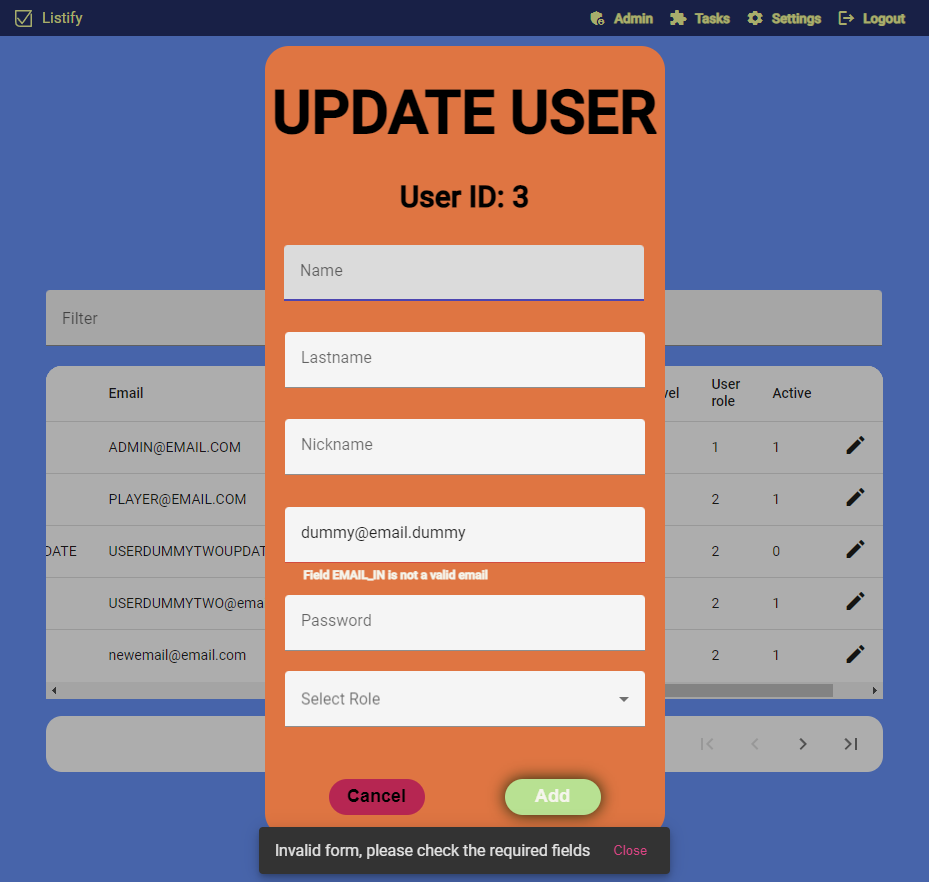 Listify
Admin
Tasks
Settings
Logout
UPDATE USER
User ID: 3
Name
Lastname
Nickname
dummy@email.dummy
Field EMAIL_IN is not a valid email
Password
Select Role
Cancel
Add
Filter
Email
vel
User
role
Active
ADMIN@EMAIL.COM
1
1
PLAYER@EMAIL.COM
2
1
DATE
USERDUMMYTWOUPDAT
2
0
USERDUMMYTWO@ema
2
1
newemail@email.com
2
1
Invalid form, please check the required fields
Close